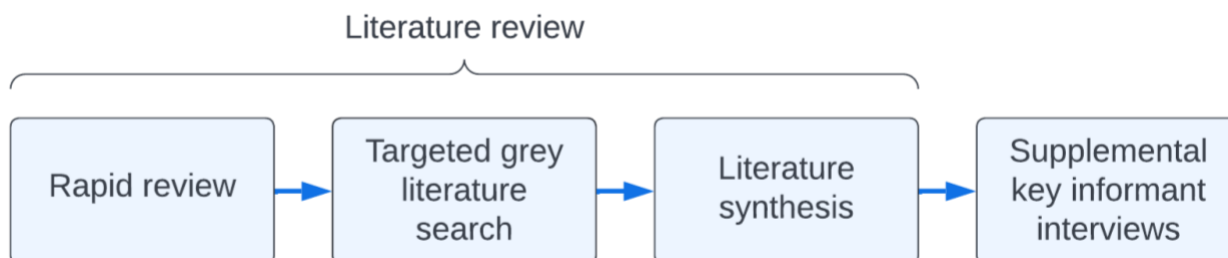 Literature review
Rapid review
Targeted grey
literature
search
Literature
synthesis
Supplemental
key informant
interviews